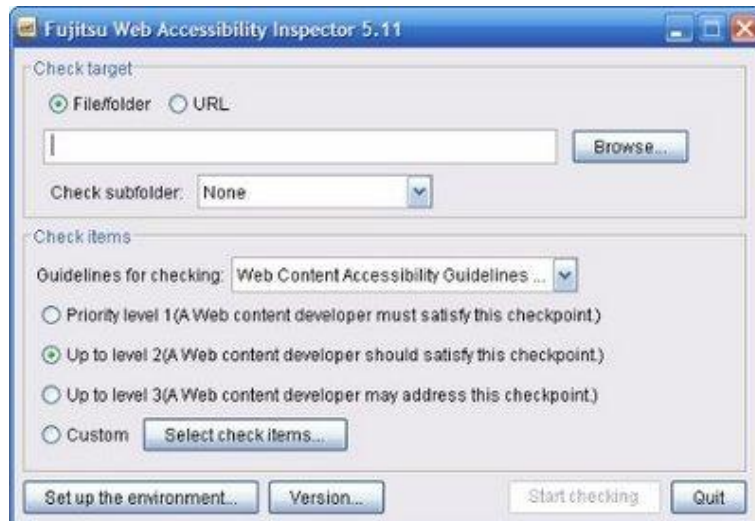 Fujitsu Web Accessibility Inspector 5.11
Check target
File/folder URL
Browse...
Check subfolder: None
Check items
Guidelines for checking: Web Content Accessibility Guidelines ...
Priority level 1(A Web content developer must satisfy this checkpoint.)
Up to level 2(A Web content developer should satisfy this checkpoint.)
Up to level 3(A Web content developer may address this checkpoint.)
Custom Select check items...
Set up the environment... Version... Start checking Quit